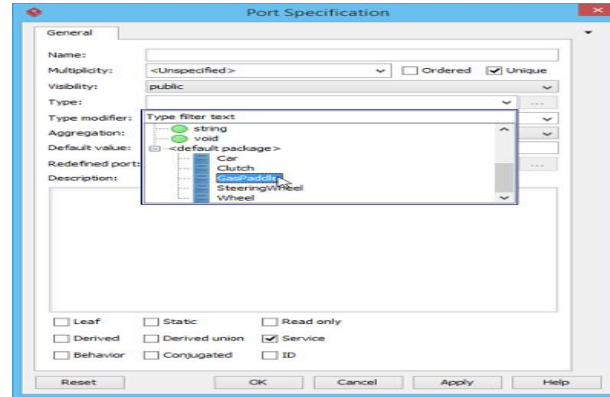 Port Specification
General
Name:
Multiplicity: <Unspecified> Ordered Unique
Visibility: public
Type: ...
Type modifier: Type filter text
string
Aggregation: void
Default value: <default package>
Car
Redefined port: Clutch ...
Description: GasPaddle
SteeringWheel
Wheel
Leaf Static Read only
Derived Derived union Service
Behavior Conjugated ID
Reset OK Cancel Apply Help